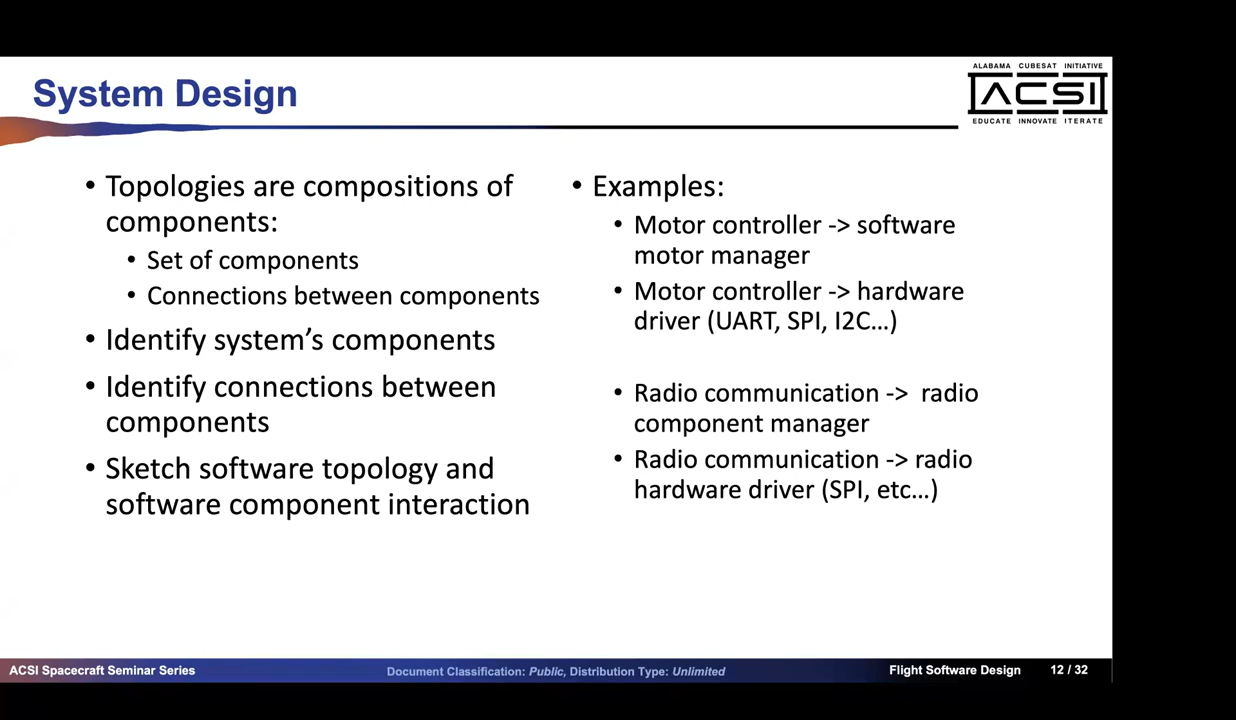 System Design
ALABAMA CUBESAT INITIATIVE
ACSI
EDUCATE INNOVATE ITERATE
• Topologies are compositions of
components:
• Set of components
• Connections between components
• Identify system’s components
• Identify connections between
components
• Sketch software topology and
software component interaction
• Examples:
• Motor controller -> software
motor manager
• Motor controller -> hardware
driver (UART, SPI, I2C…)
• Radio communication -> radio
component manager
• Radio communication -> radio
hardware driver (SPI, etc…)
ACSI Spacecraft Seminar Series
Document Classification: Public, Distribution Type: Unlimited
Flight Software Design
12 / 32